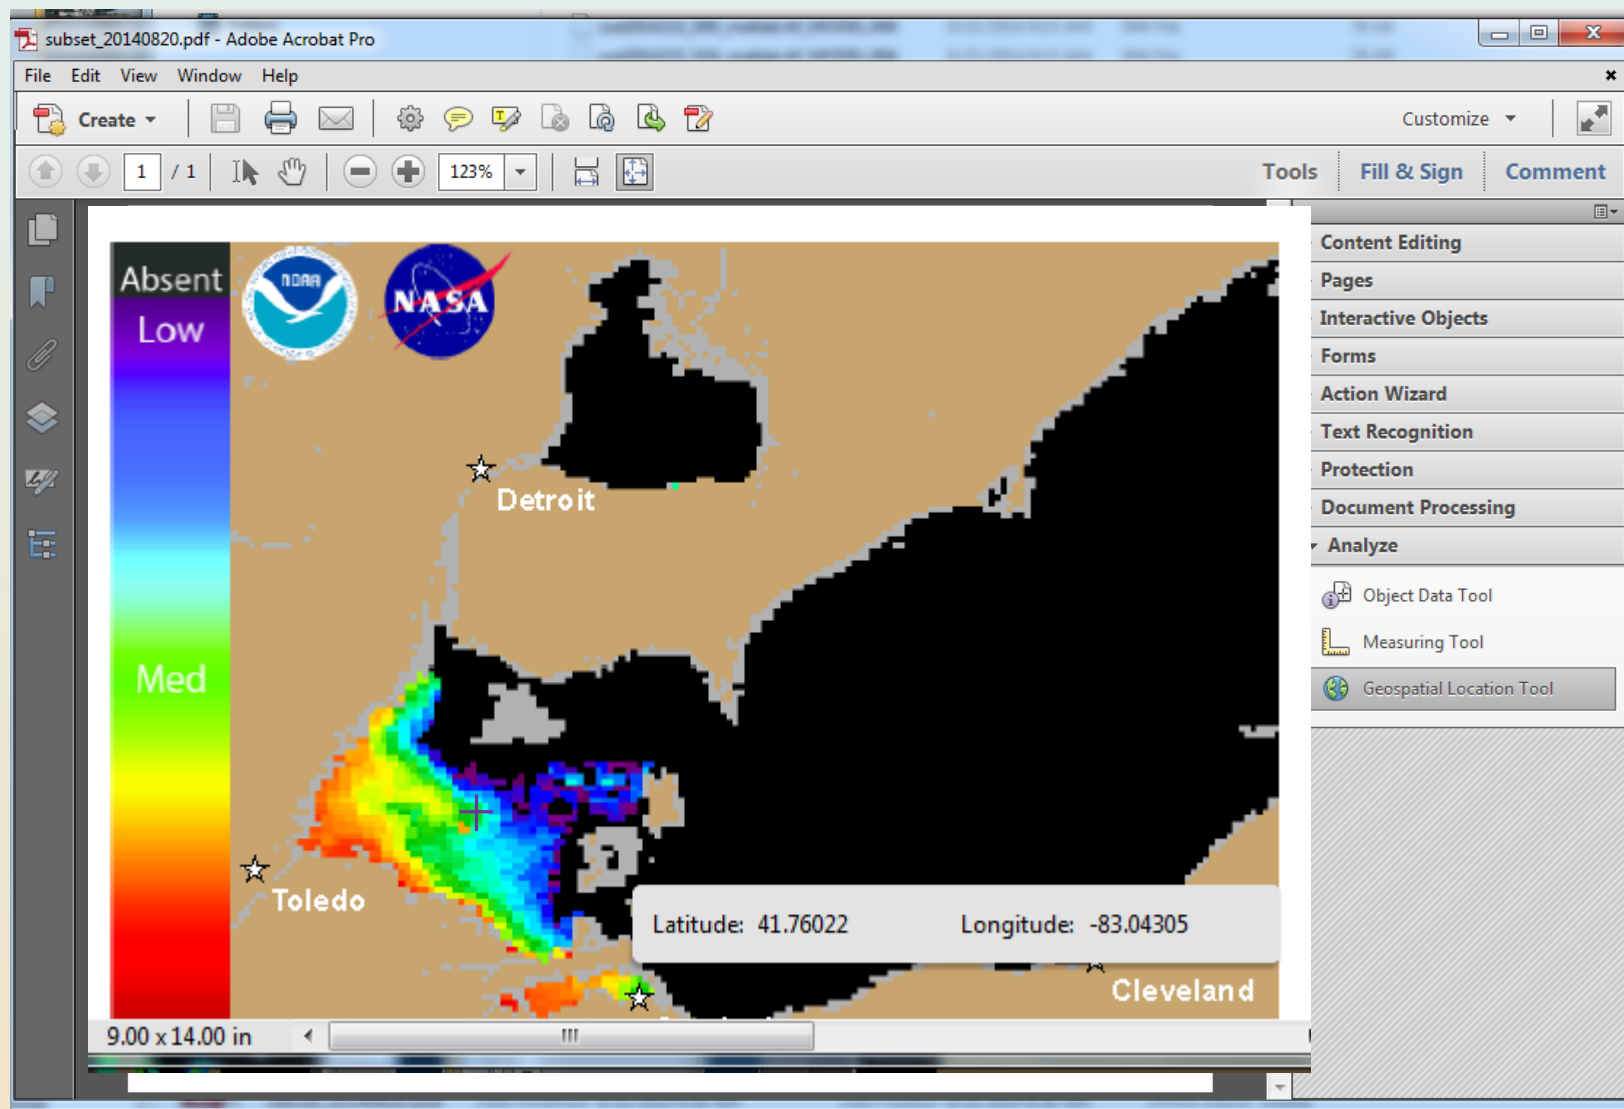 subset_20140820.pdf - Adobe Acrobat Pro
File Edit View Window Help
Create Customize
1 / 1 123% Tools Fill & Sign Comment
Content Editing
Pages
Interactive Objects
Forms
Action Wizard
Text Recognition
Protection
Document Processing
Analyze
Object Data Tool
Measuring Tool
Geospatial Location Tool
Absent
Low
Med
NOAA
NASA
Detroit
Toledo
Latitude: 41.76022 Longitude: -83.04305
Cleveland
9.00 x 14.00 in